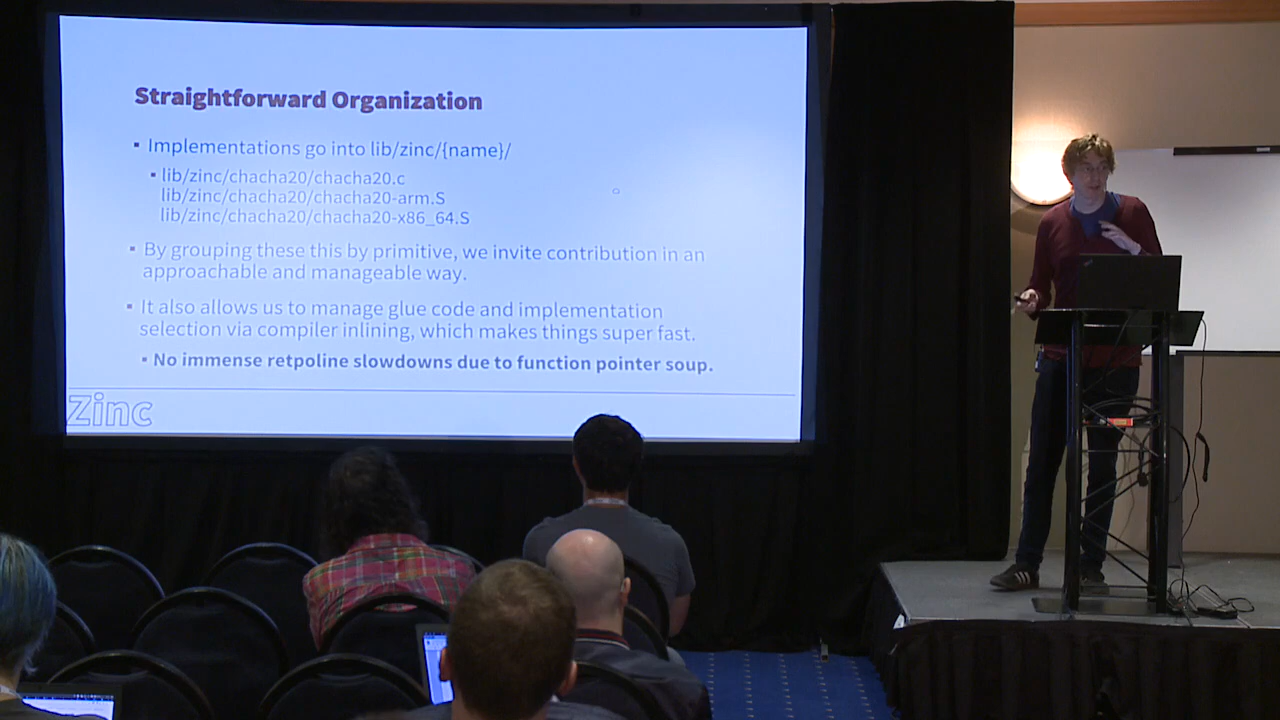 Straightforward Organization
▪ Implementations go into lib/zinc/{name}/
▪ lib/zinc/chacha20/chacha20.c
lib/zinc/chacha20/chacha20-arm.S
lib/zinc/chacha20/chacha20-x86_64.S
▪ By grouping these this by primitive, we invite contribution in an
approachable and manageable way.
▪ It also allows us to manage glue code and implementation
selection via compiler inlining, which makes things super fast.
▪ No immense retpoline slowdowns due to function pointer soup.
Zinc